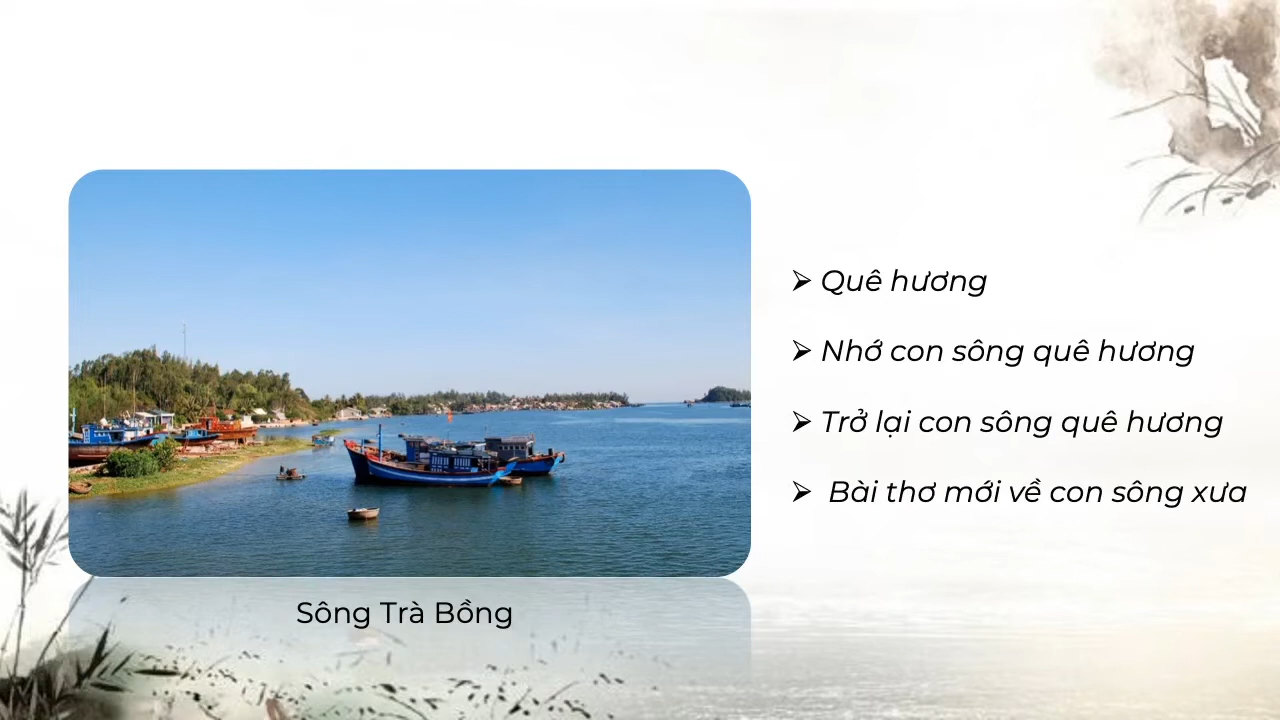 ➢ Quê hương
➢ Nhớ con sông quê hương
➢ Trở lại con sông quê hương
➢ Bài thơ mới về con sông xưa
Sông Trà Bồng